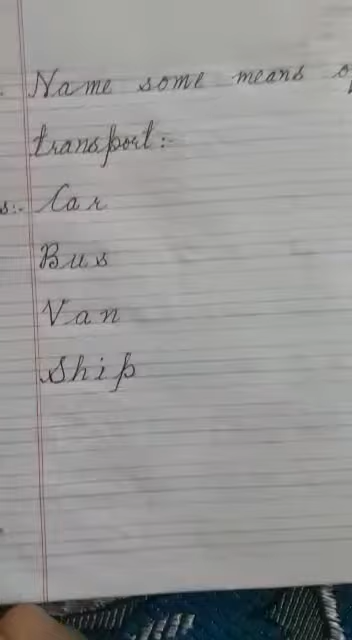 . Name some means o
transport:-
s:- Car
Bus
Van
Ship